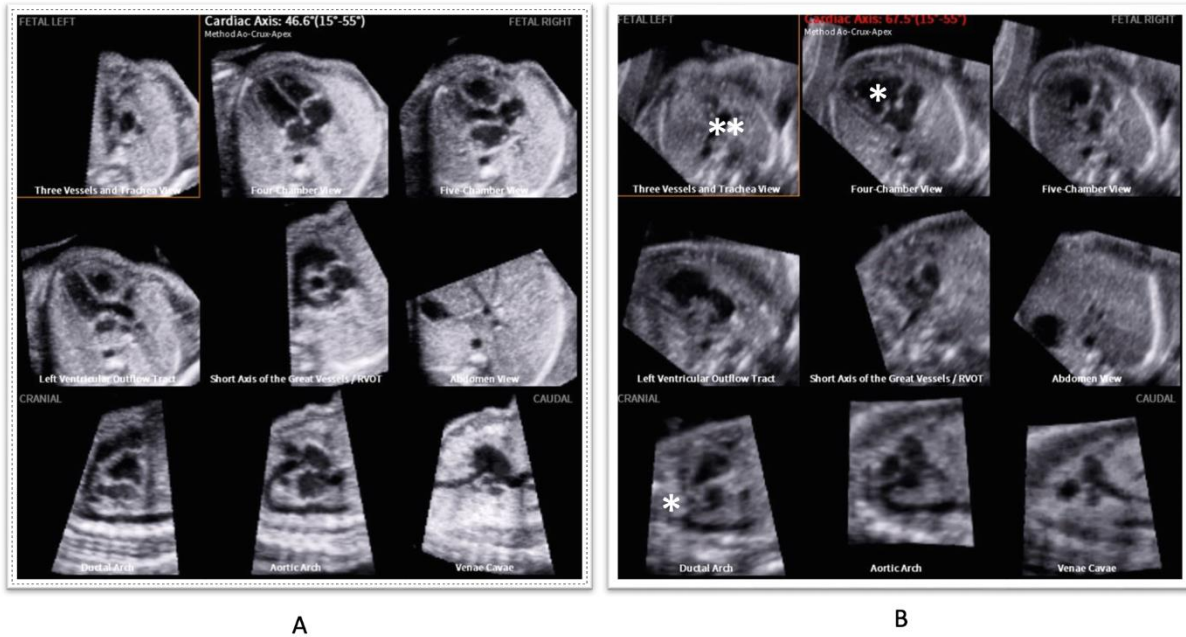 FETAL LEFT
Cardiac Axis: 46.6°(15°-55°)
FETAL RIGHT
Method Ao-Crux-Apex
Three Vessels and Trachea View
Four-Chamber View
Five-Chamber View
Left Ventricular Outflow Tract
Short Axis of the Great Vessels / RVOT
Abdomen View
CRANIAL
CAUDAL
Ductal Arch
Aortic Arch
Venae Cavae
A
FETAL LEFT
Cardiac Axis: 67.5°(15°-55°)
FETAL RIGHT
Method Ao-Crux-Apex
*
**
Three Vessels and Trachea View
Four-Chamber View
Five-Chamber View
Left Ventricular Outflow Tract
Short Axis of the Great Vessels / RVOT
Abdomen View
CRANIAL
CAUDAL
*
Ductal Arch
Aortic Arch
Venae Cavae
B